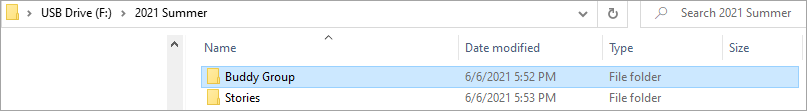 USB Drive (F:) > 2021 Summer Search 2021 Summer
Name Date modified Type Size
Buddy Group 6/6/2021 5:52 PM File folder
Stories 6/6/2021 5:53 PM File folder